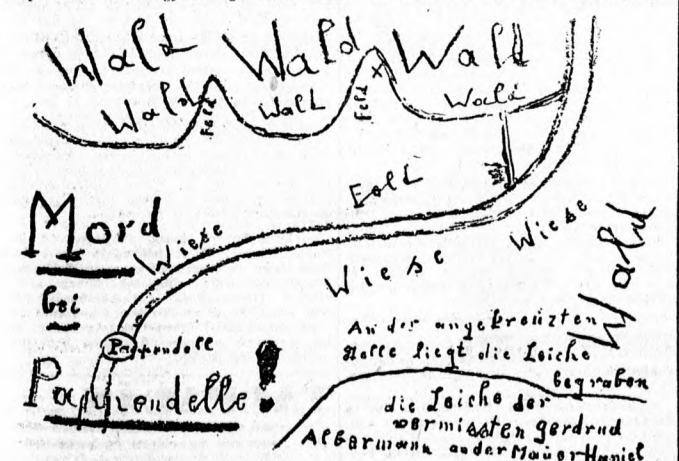 Wald Wald Wald
Wald Wald Wald
Feld Feld x
Feld
Mord
Wiese
Wiese
Wiese
Wald
bei
Pappendelle
Papprendelle!
An der angekreuzten
Stelle liegt die Leiche
begraben
die Leiche der
vermissten Gerdrud
Albermann an der Mauer Haniel